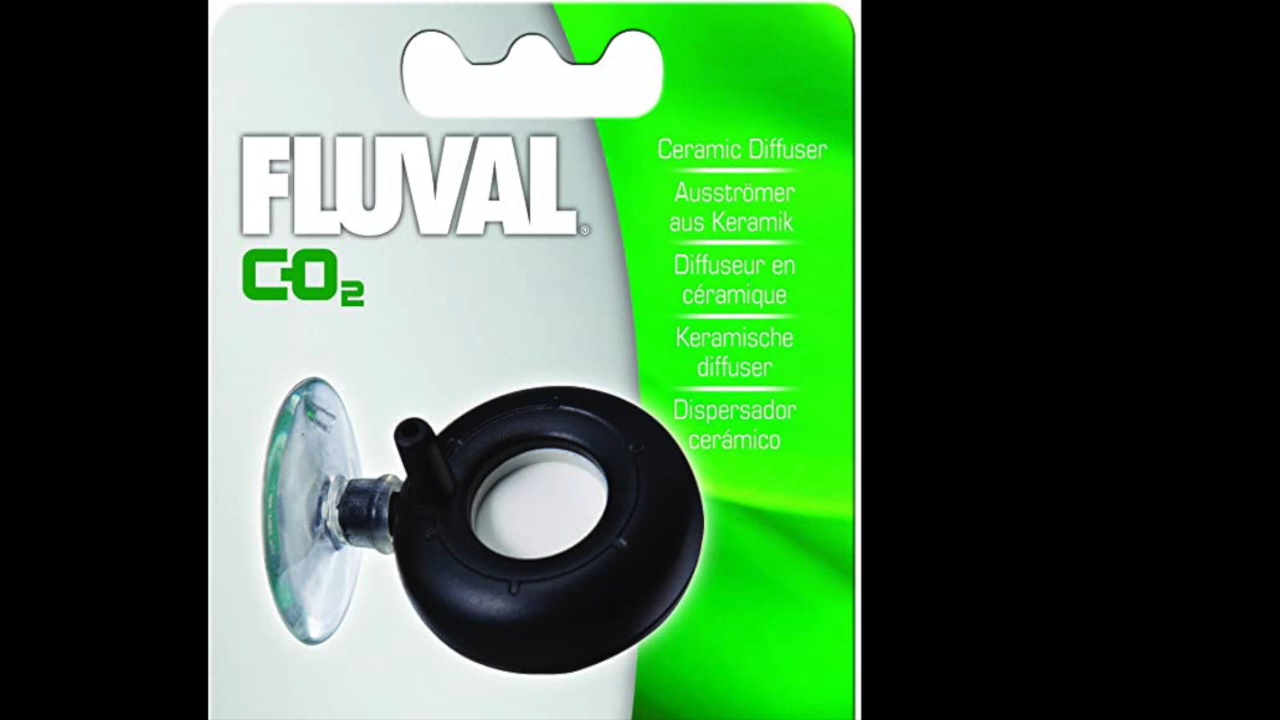 FLUVAL®
CO₂
Ceramic Diffuser
Ausströmer
aus Keramik
Diffuseur en
céramique
Keramische
diffuser
Dispersador
cerámico